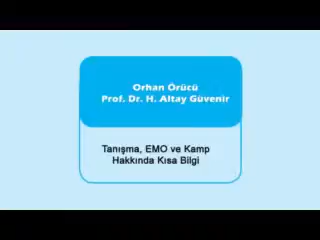 Orhan Örücü
Prof. Dr. H. Altay Güvenir
Tanışma, EMO ve Kamp
Hakkında Kısa Bilgi